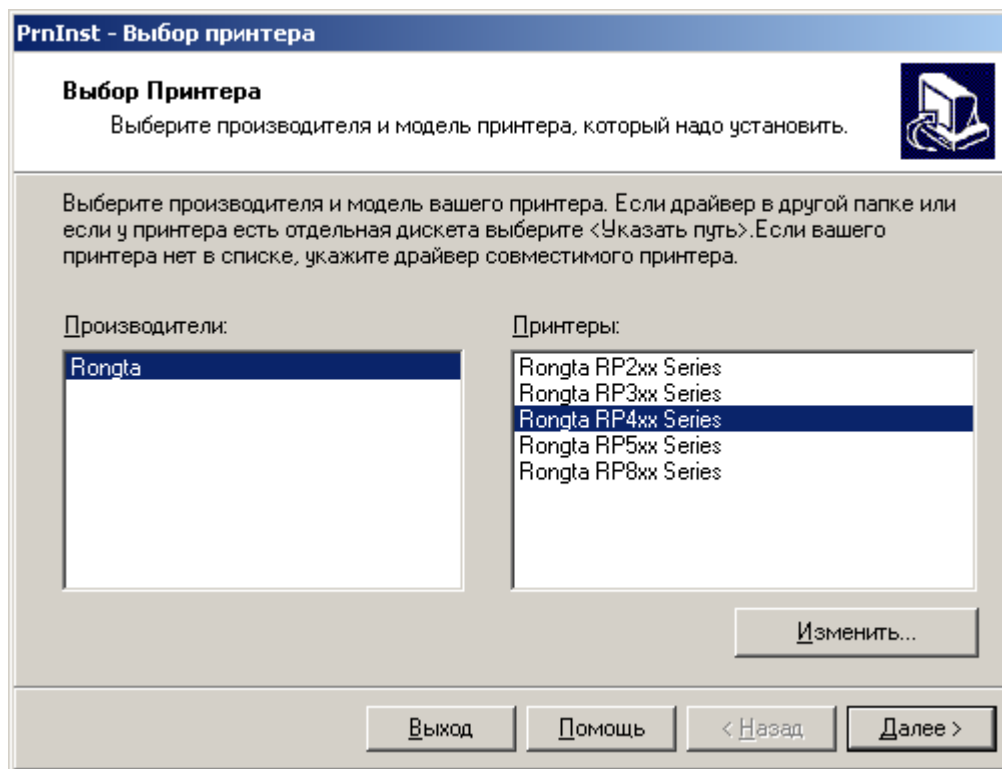 PrnInst - Выбор принтера
Выбор Принтера
Выберите производителя и модель принтера, который надо установить.
Выберите производителя и модель вашего принтера. Если драйвер в другой папке или
если у принтера есть отдельная дискета выберите <Указать путь>.Если вашего
принтера нет в списке, укажите драйвер совместимого принтера.
Производители:
Rongta
Принтеры:
Rongta RP2xx Series
Rongta RP3xx Series
Rongta RP4xx Series
Rongta RP5xx Series
Rongta RP8xx Series
Изменить...
Выход
Помощь
< Назад
Далее >